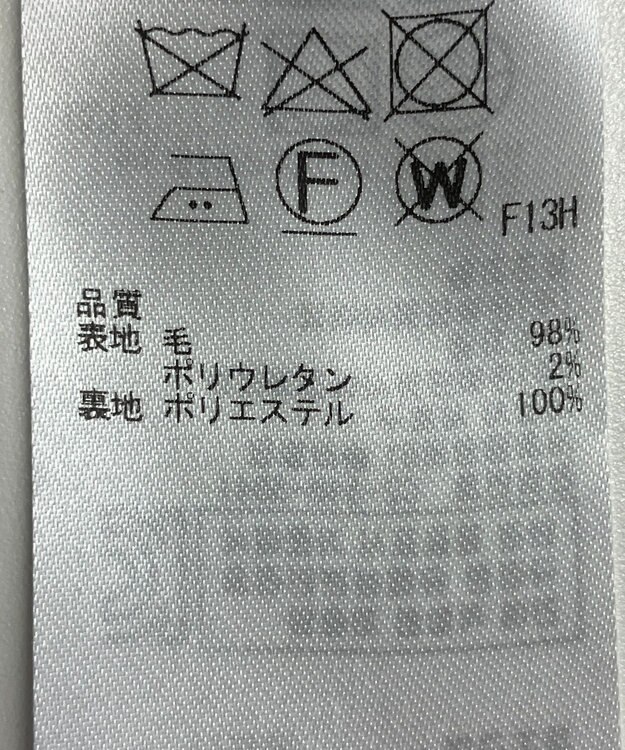 F W F13H
品質
表地 毛 98%
ポリウレタン 2%
裏地 ポリエステル 100%